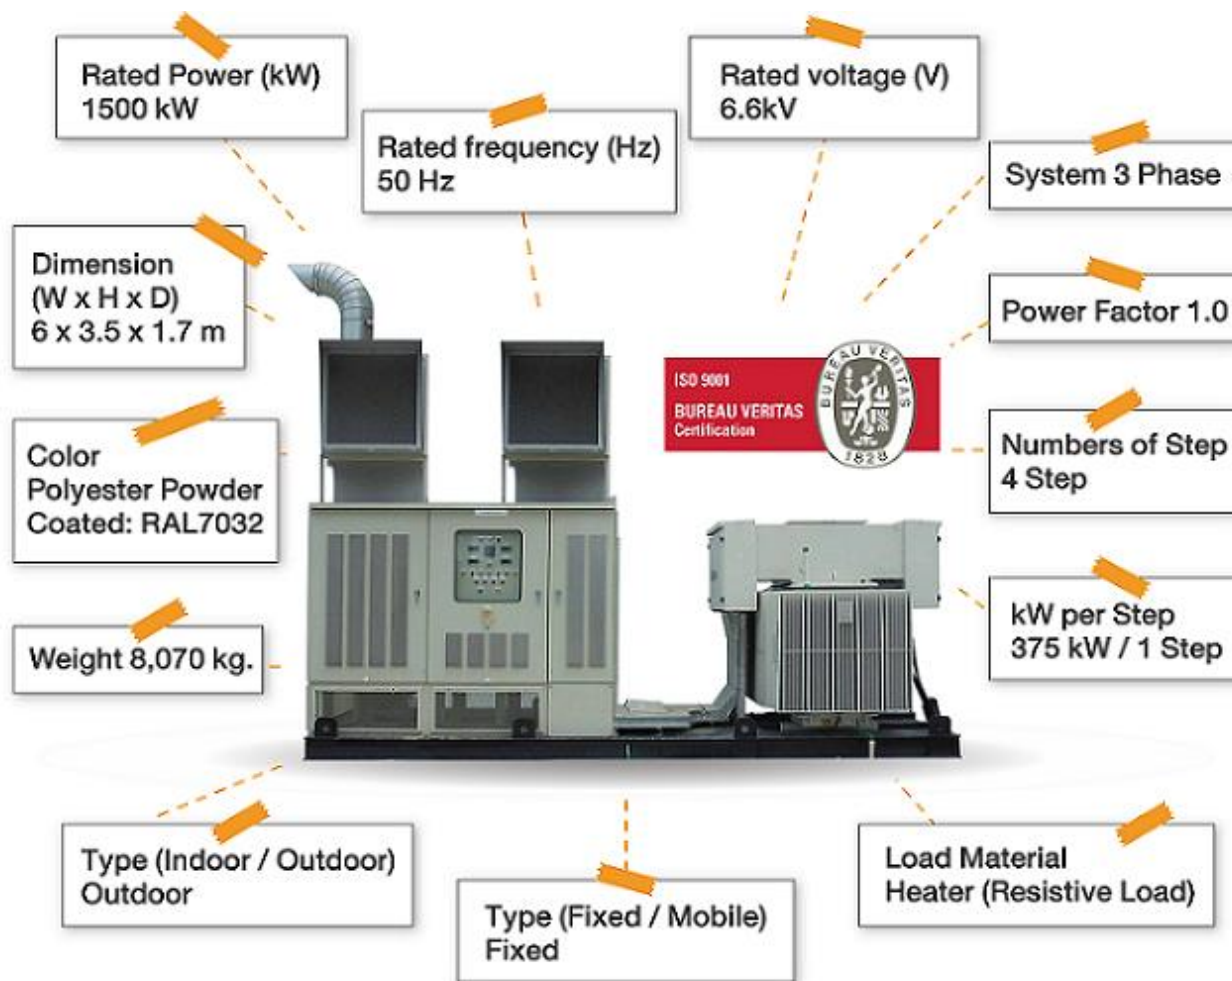 Rated Power (kW)
1500 kW
Rated frequency (Hz)
50 Hz
Rated voltage (V)
6.6kV
System 3 Phase
Dimension
(W x H x D)
6 x 3.5 x 1.7 m
Power Factor 1.0
ISO 9001
BUREAU VERITAS
Certification
BUREAU VERITAS
1828
Color
Polyester Powder
Coated: RAL7032
Numbers of Step
4 Step
Weight 8,070 kg.
kW per Step
375 kW / 1 Step
Type (Indoor / Outdoor)
Outdoor
Type (Fixed / Mobile)
Fixed
Load Material
Heater (Resistive Load)